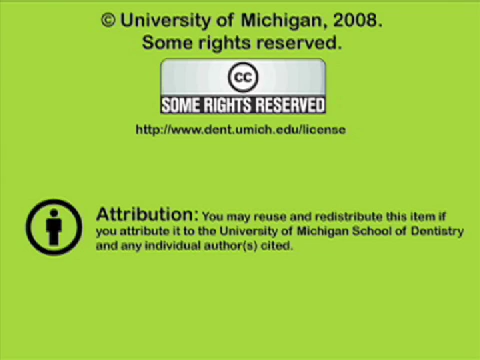 © University of Michigan, 2008.
Some rights reserved.
cc
SOME RIGHTS RESERVED
http://www.dent.umich.edu/license
Attribution: You may reuse and redistribute this item if
you attribute it to the University of Michigan School of Dentistry
and any individual author(s) cited.